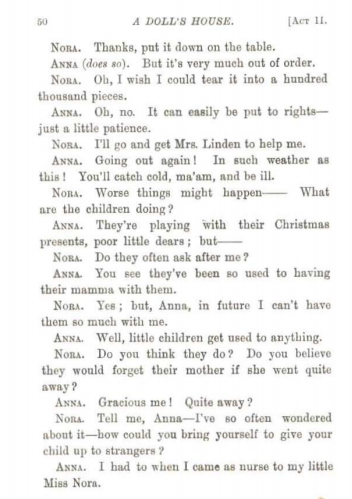 50 A DOLL'S HOUSE. [ACT II.
NORA. Thanks, put it down on the table.
ANNA (does so). But it's very much out of order.
NORA. Oh, I wish I could tear it into a hundred
thousand pieces.
ANNA. Oh, no. It can easily be put to rights—
just a little patience.
NORA. I'll go and get Mrs. Linden to help me.
ANNA. Going out again! In such weather as
this! You'll catch cold, ma'am, and be ill.
NORA. Worse things might happen—— What
are the children doing?
ANNA. They're playing with their Christmas
presents, poor little dears; but——
NORA. Do they often ask after me?
ANNA. You see they've been so used to having
their mamma with them.
NORA. Yes; but, Anna, in future I can't have
them so much with me.
ANNA. Well, little children get used to anything.
NORA. Do you think they do? Do you believe
they would forget their mother if she went quite
away?
ANNA. Gracious me! Quite away?
NORA. Tell me, Anna—I've so often wondered
about it—how could you bring yourself to give your
child up to strangers?
ANNA. I had to when I came as nurse to my little
Miss Nora.